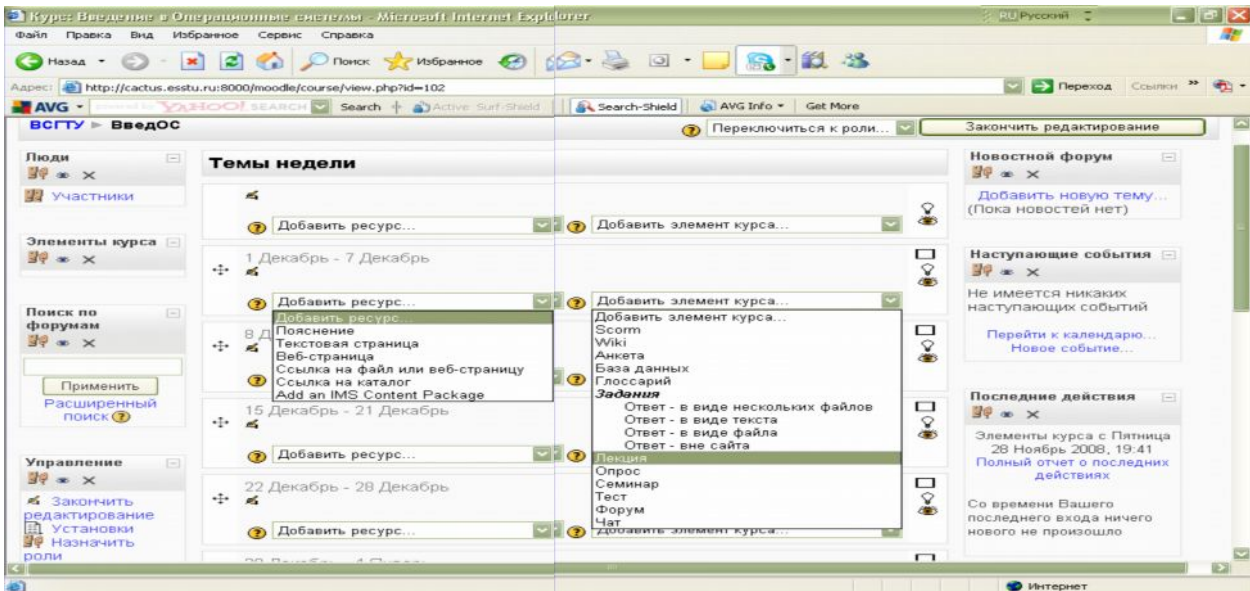 Курс: Введение в Операционные системы - Microsoft Internet Explorer
RU Русский
Файл Правка Вид Избранное Сервис Справка
Назад Поиск Избранное
Адрес: http://cactus.esstu.ru:8000/moodle/course/view.php?id=102 Переход Ссылки »
AVG YAHOO! SEARCH Search Active Surf-Shield Search-Shield AVG Info Get More
ВСГТУ ► ВведОС Переключиться к роли... Закончить редактирование
Люди
Участники
Элементы курса
Поиск по
форумам
Применить
Расширенный
поиск
Управление
Закончить
редактирование
Установки
Назначить
роли
Темы недели
Добавить ресурс... Добавить элемент курса...
1 Декабрь - 7 Декабрь
Добавить ресурс... Добавить элемент курса...
Добавить ресурс...
Пояснение
Текстовая страница
Веб-страница
Ссылка на файл или веб-страницу
Ссылка на каталог
Add an IMS Content Package
Добавить элемент курса...
Scorm
Wiki
Анкета
База данных
Глоссарий
Задания
Ответ - в виде нескольких файлов
Ответ - в виде текста
Ответ - в виде файла
Ответ - вне сайта
Лекция
Опрос
Семинар
Тест
Форум
Чат
8 Д
15 Декабрь - 21 Декабрь
Добавить ресурс...
22 Декабрь - 28 Декабрь
Добавить ресурс... Добавить элемент курса...
Новостной форум
Добавить новую тему...
(Пока новостей нет)
Наступающие события
Не имеется никаких
наступающих событий
Перейти к календарю...
Новое событие...
Последние действия
Элементы курса с Пятница
28 Ноябрь 2008, 19:41
Полный отчет о последних
действиях
Со времени Вашего
последнего входа ничего
нового не произошло
Интернет